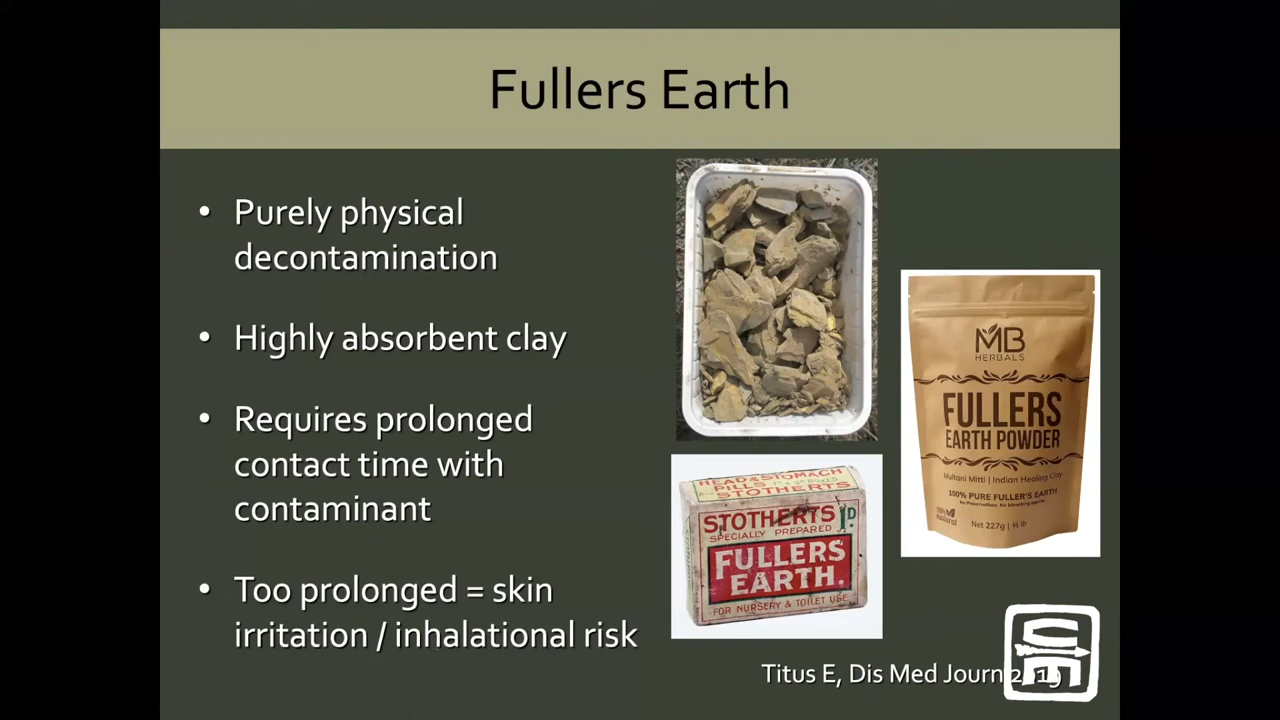 Fullers Earth
• Purely physical
decontamination
• Highly absorbent clay
• Requires prolonged
contact time with
contaminant
• Too prolonged = skin
irritation / inhalational risk
MB
HERBALS
FULLERS
EARTH POWDER
Multani Mitti | Indian Healing Clay
100% PURE FULLER'S EARTH
No Preservatives, No bleaching agents
100%
natural
Net 227g | ½ lb
HEAD & STOMACH
PILLS
STOTHERTS
STOTHERTS 1D.
SPECIALLY PREPARED
FULLERS
EARTH.
FOR NURSERY & TOILET USE
Titus E, Dis Med Journ 2019
CE